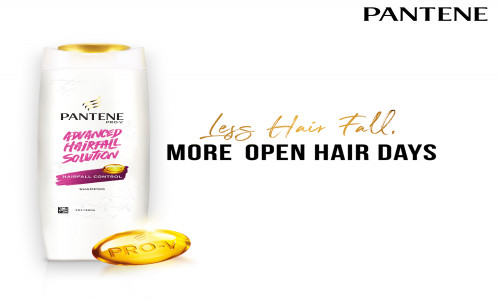 PANTENE
Less Hair Fall.
MORE OPEN HAIR DAYS
PANTENE
PRO-V
ADVANCED
HAIRFALL
SOLUTION
HAIRFALL CONTROL
SHAMPOO
PRO-V